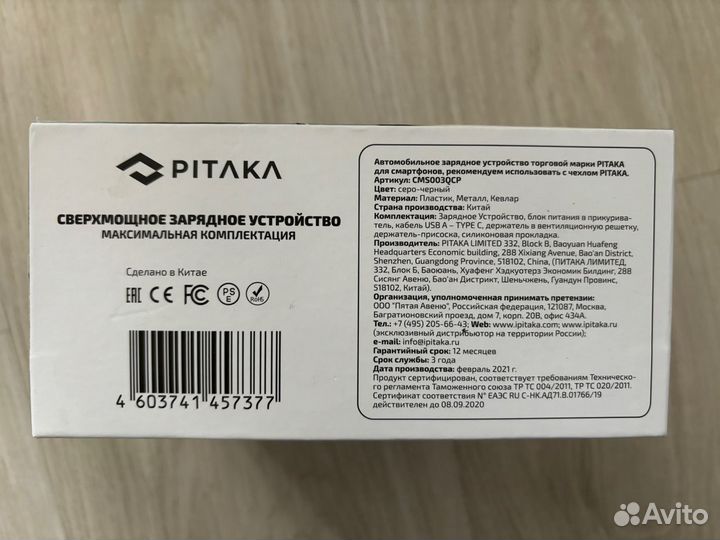 PITAKA
СВЕРХМОЩНОЕ ЗАРЯДНОЕ УСТРОЙСТВО
МАКСИМАЛЬНАЯ КОМПЛЕКТАЦИЯ
Сделано в Китае
EAC CE FC PSE RoHS
4 603741 457377
Автомобильное зарядное устройство торговой марки PITAKA
для смартфонов, рекомендуем использовать с чехлом PITAKA.
Артикул: CMS003QCP
Цвет: серо-черный
Материал: Пластик, Металл, Кевлар
Страна производства: Китай
Комплектация: Зарядное Устройство, блок питания в прикурива-
тель, кабель USB A – TYPE C, держатель в вентиляционную решетку,
держатель-присоска, силиконовая прокладка.
Производитель: PITAKA LIMITED 332, Block B, Baoyuan Huafeng
Headquarters Economic building, 288 Xixiang Avenue, Bao'an District,
Shenzhen, Guangdong Province, 518102, China, (ПИТАКА ЛИМИТЕД,
332, Блок Б, Баоюань, Хуафенг Хэдкуотерз Экономик Билдинг, 288
Сисянг Авеню, Бао'ан Дистрикт, Шеньчжень, Гуандун Провинс,
518102, Китай).
Организация, уполномоченная принимать претензии:
ООО "Пятая Авеню", Российская Федерация, 121087, Москва,
Багратионовский проезд, дом 7, корп. 20В, офис 434А.
Тел.: +7 (495) 205-66-43; Web: www.ipitaka.com; www.ipitaka.ru
(эксклюзивный дистрибьютор на территории России);
e-mail: info@ipitaka.ru
Гарантийный срок: 12 месяцев
Срок службы: 3 года
Дата производства: февраль 2021 г.
Продукт сертифицирован, соответствует требованиям Техническо-
го регламента Таможенного союза ТР ТС 004/2011, ТР ТС 020/2011.
Сертификат соответствия N° ЕАЭС RU С-НК.АД71.В.01766/19
действителен до 08.09.2020
Avito